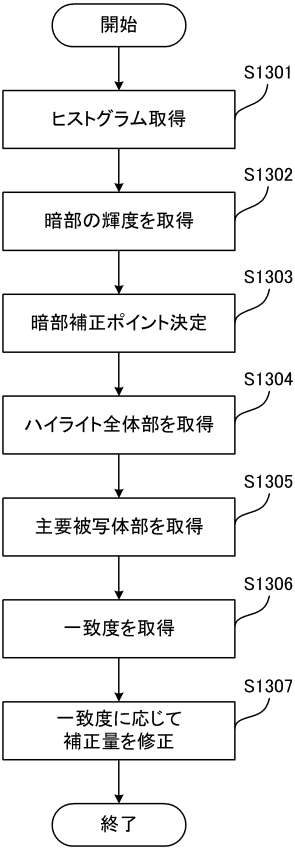 開始
S1301
ヒストグラム取得
S1302
暗部の輝度を取得
S1303
暗部補正ポイント決定
S1304
ハイライト全体部を取得
S1305
主要被写体部を取得
S1306
一致度を取得
S1307
一致度に応じて
補正量を修正
終了